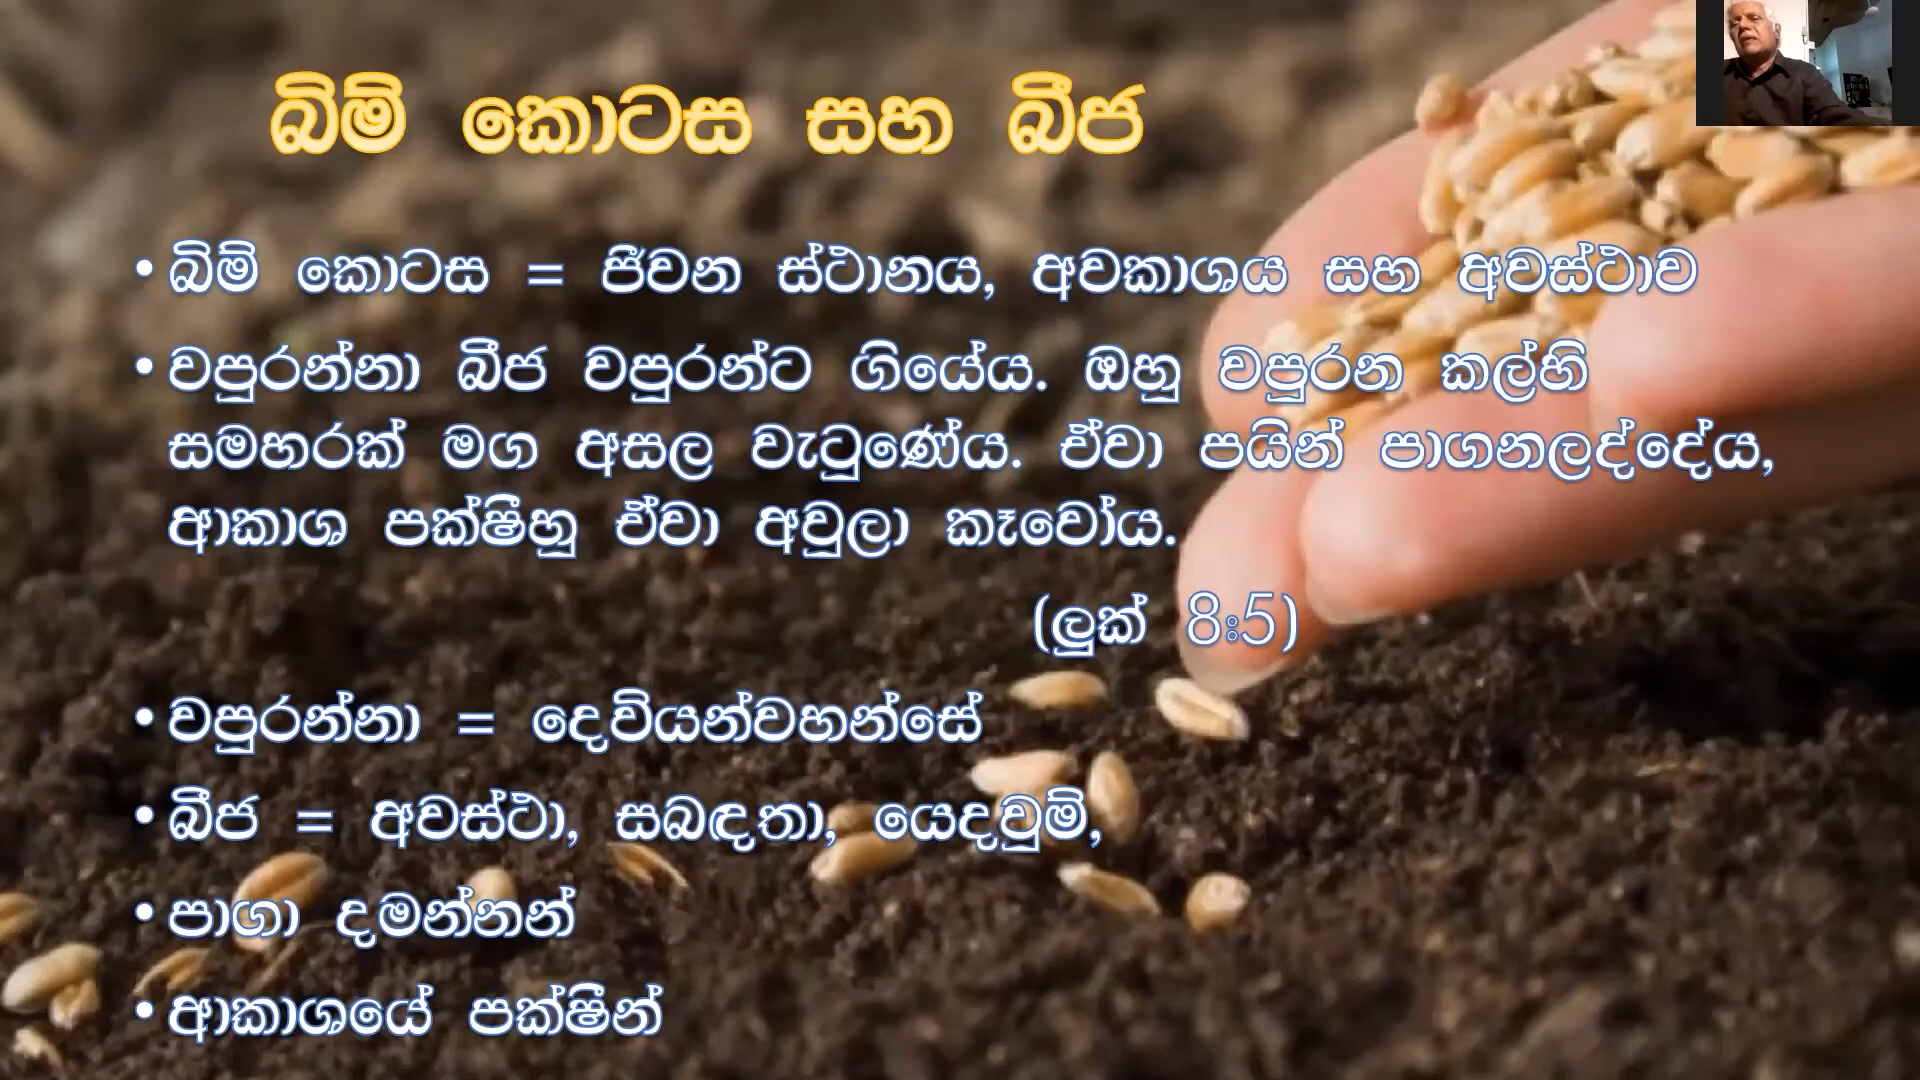 බිම් කොටස සහ බීජ
• බිම් කොටස = ජීවන ස්ථානය, අවකාශය සහ අවස්ථාව
• වපුරන්නා බීජ වපුරන්ට ගියේය. ඔහු වපුරන කල්හි
සමහරක් මග අසල වැටුණේය. ඒවා පයින් පාගනලද්දේය,
ආකාශ පක්ෂීහු ඒවා අවුලා කෑවෝය.
(ලුක් 8:5)
• වපුරන්නා = දෙවියන්වහන්සේ
• බීජ = අවස්ථා, සබඳතා, යෙදවුම්,
• පාගා දමන්නන්
• ආකාශයේ පක්ෂීන්